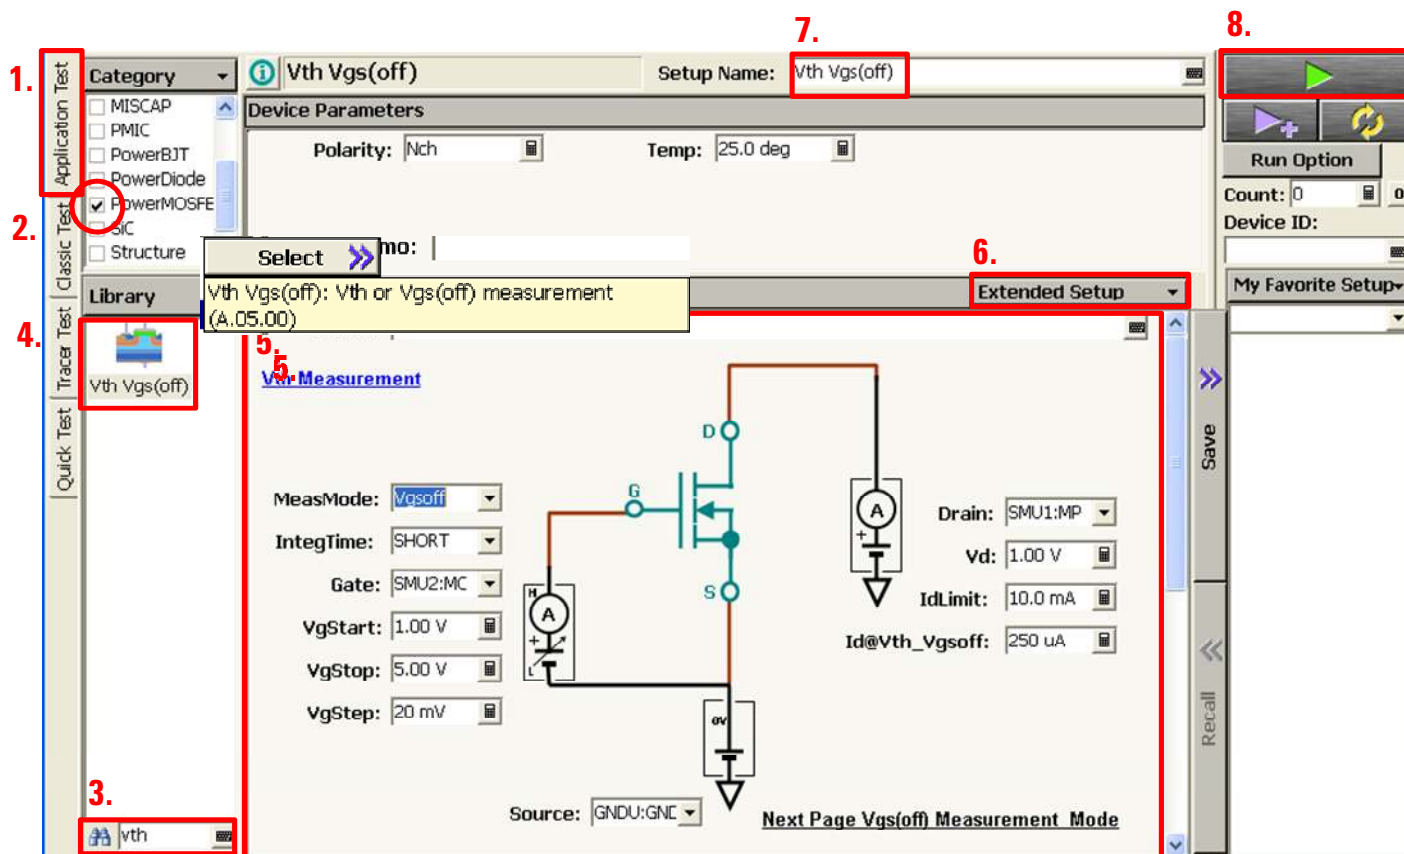 7.
8.
1.
Application Test
Category
Vth Vgs(off)
Setup Name:
Vth Vgs(off)
MISCAP
PMIC
PowerBJT
PowerDiode
PowerMOSFE
SiC
Structure
Device Parameters
Polarity: Nch
Temp: 25.0 deg
Run Option
Count: 0
Device ID:
2.
Classic Test
mo:
Select
Vth Vgs(off): Vth or Vgs(off) measurement
(A.05.00)
6.
Extended Setup
My Favorite Setup
Library
4.
Tracer Test
Vth Vgs(off)
Quick Test
5.
5.
Vth Measurement
D
G
S
A
+
H
A
+
L
0V
MeasMode: Vgsoff
IntegTime: SHORT
Gate: SMU2:MC
VgStart: 1.00 V
VgStop: 5.00 V
VgStep: 20 mV
Drain: SMU1:MP
Vd: 1.00 V
IdLimit: 10.0 mA
Id@Vth_Vgsoff: 250 uA
Source: GNDU:GNE
Next Page Vgs(off) Measurement Mode
Save
Recall
3.
vth